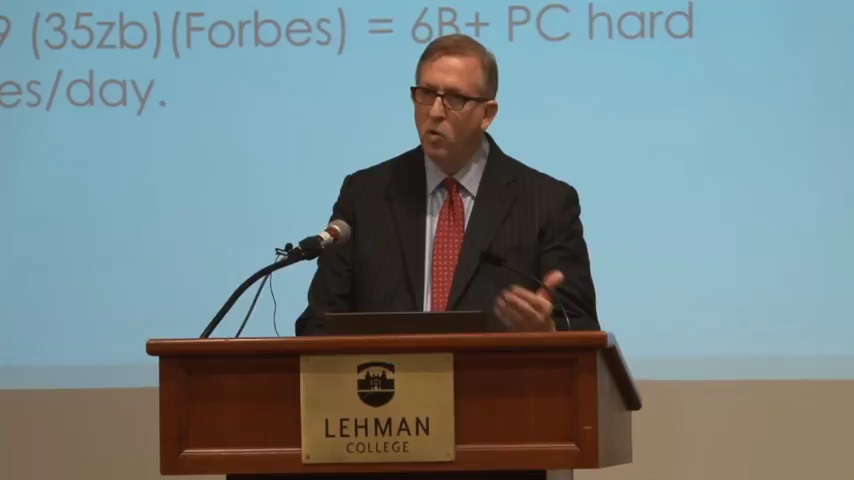 9 (35zb)(Forbes) = 6B+ PC hard
es/day.
LEHMAN
COLLEGE